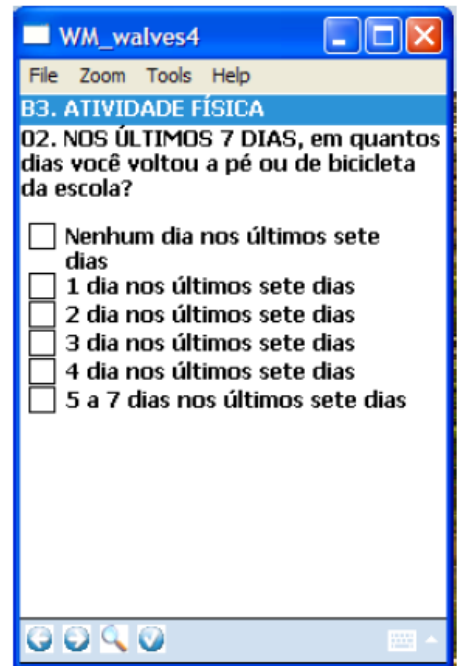 WM_walves4
File Zoom Tools Help
B3. ATIVIDADE FÍSICA
02. NOS ÚLTIMOS 7 DIAS, em quantos
dias você voltou a pé ou de bicicleta
da escola?
Nenhum dia nos últimos sete
dias
1 dia nos últimos sete dias
2 dia nos últimos sete dias
3 dia nos últimos sete dias
4 dia nos últimos sete dias
5 a 7 dias nos últimos sete dias